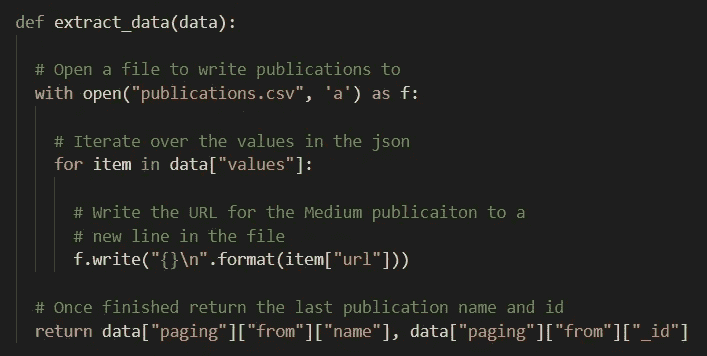 def extract_data(data):
# Open a file to write publications to
with open("publications.csv", 'a') as f:
# Iterate over the values in the json
for item in data["values"]:
# Write the URL for the Medium publicaiton to a
# new line in the file
f.write("{}\n".format(item["url"]))
# Once finished return the last publication name and id
return data["paging"]["from"]["name"], data["paging"]["from"]["_id"]